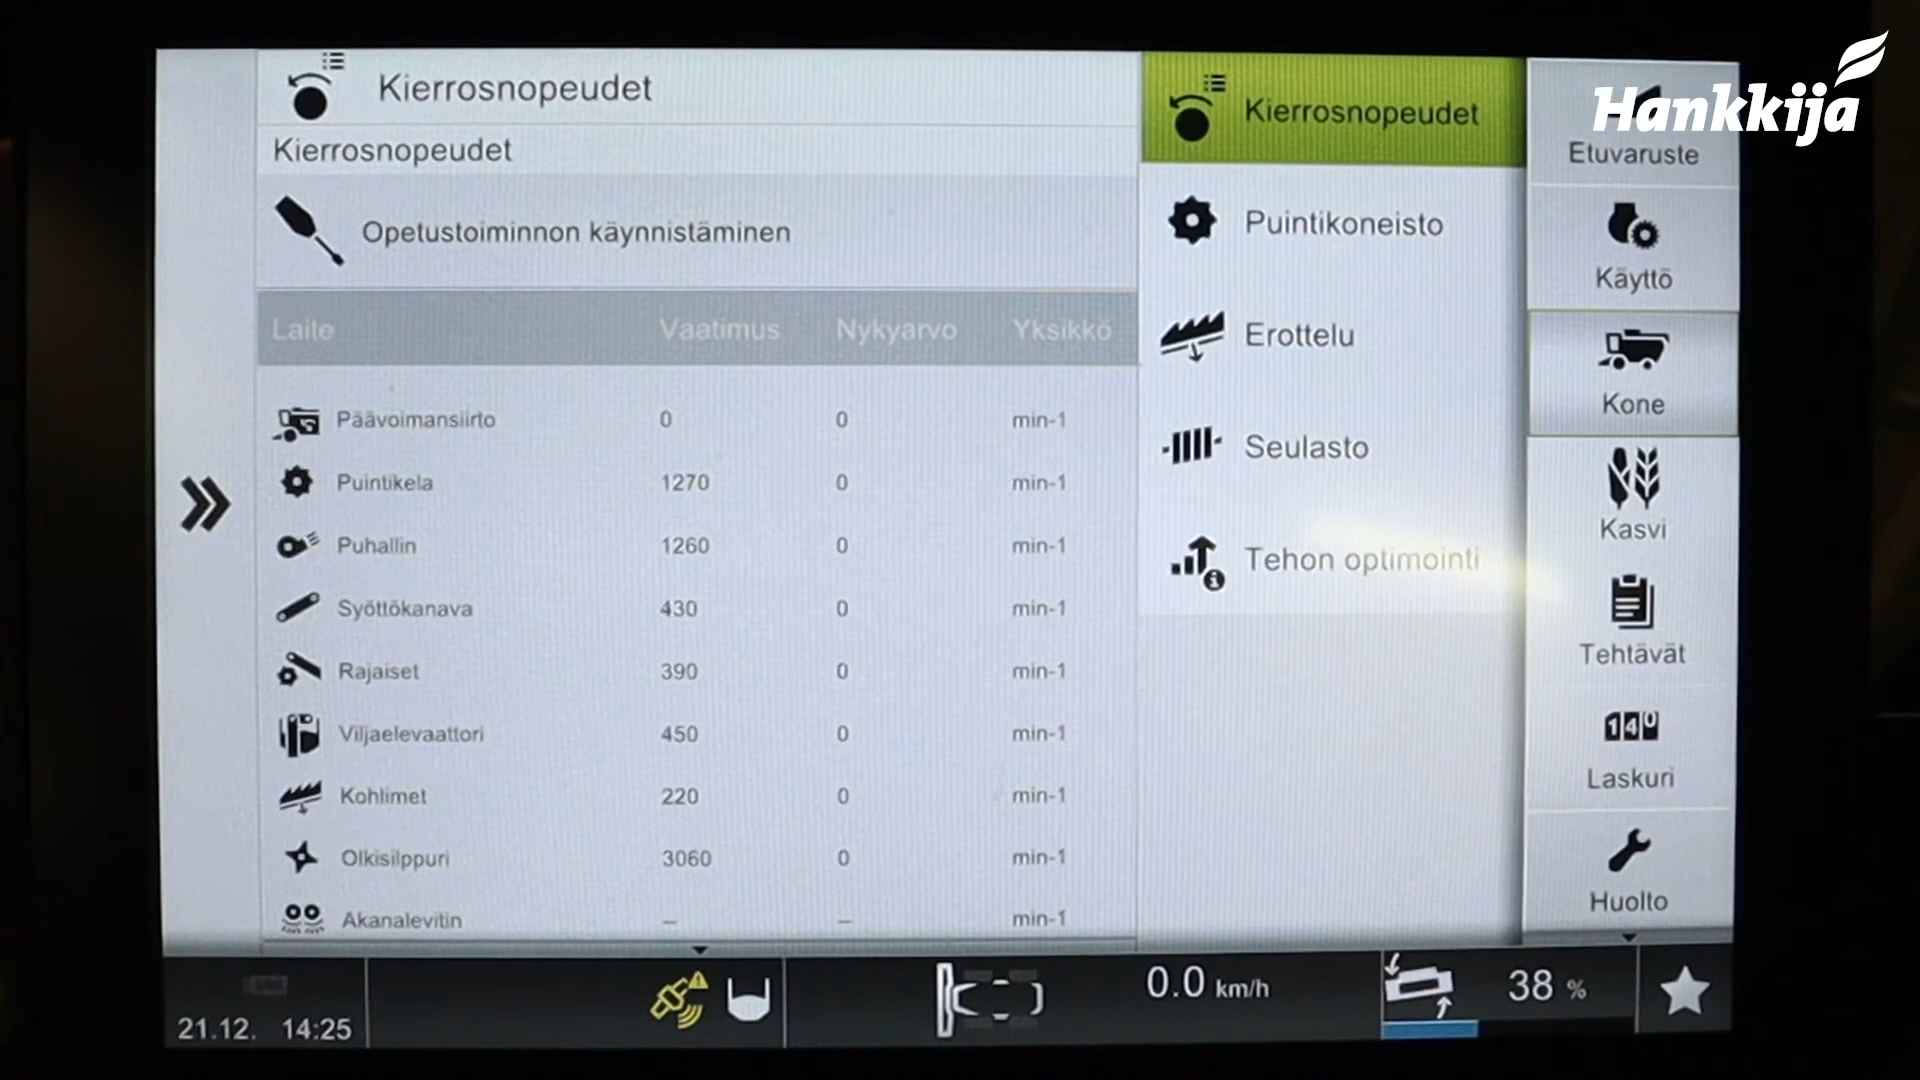 Hankkija
Kierrosnopeudet
Kierrosnopeudet
Opetustoiminnon käynnistäminen
Laite Vaatimus Nykyarvo Yksikkö
Päävoimansiirto 0 0 min-1
Puintikela 1270 0 min-1
Puhallin 1260 0 min-1
Syöttökanava 430 0 min-1
Rajaiset 390 0 min-1
Viljaelevaattori 450 0 min-1
Kohlimet 220 0 min-1
Olkisilppuri 3060 0 min-1
Akanalevitin – – min-1
Kierrosnopeudet
Puintikoneisto
Erottelu
Seulasto
Tehon optimointi
Etuvaruste
Käyttö
Kone
Kasvi
Tehtävät
140
Laskuri
Huolto
21.12. 14:25
0.0 km/h
38 %